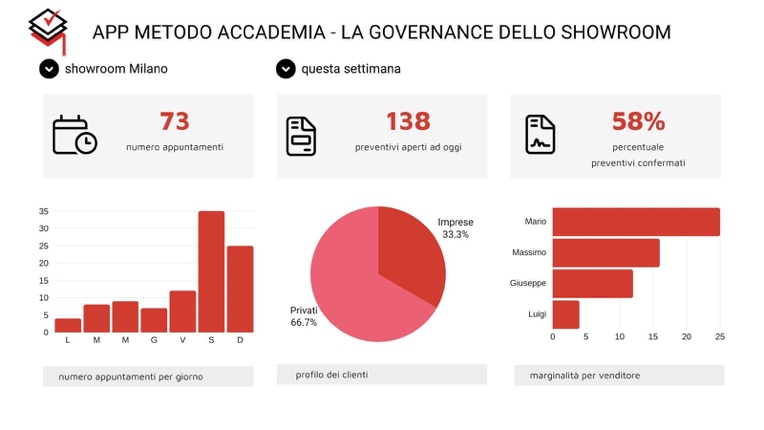 APP METODO ACCADEMIA - LA GOVERNANCE DELLO SHOWROOM
showroom Milano
questa settimana
73
numero appuntamenti
138
preventivi aperti ad oggi
58%
percentuale
preventivi confermati
35
30
25
20
15
10
5
0
L M M G V S D
numero appuntamenti per giorno
Imprese
33.3%
Privati
66.7%
profilo dei clienti
Mario
Massimo
Giuseppe
Luigi
0 5 10 15 20 25
marginalità per venditore